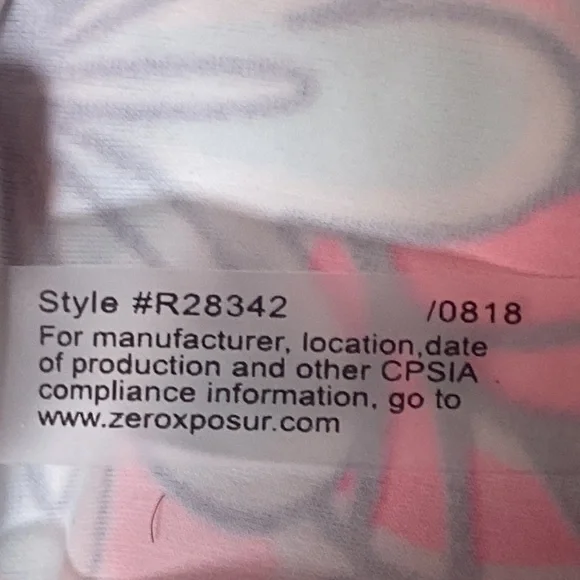 Style #R28342 /0818
For manufacturer, location,date
of production and other CPSIA
compliance information, go to
www.zeroxposur.com